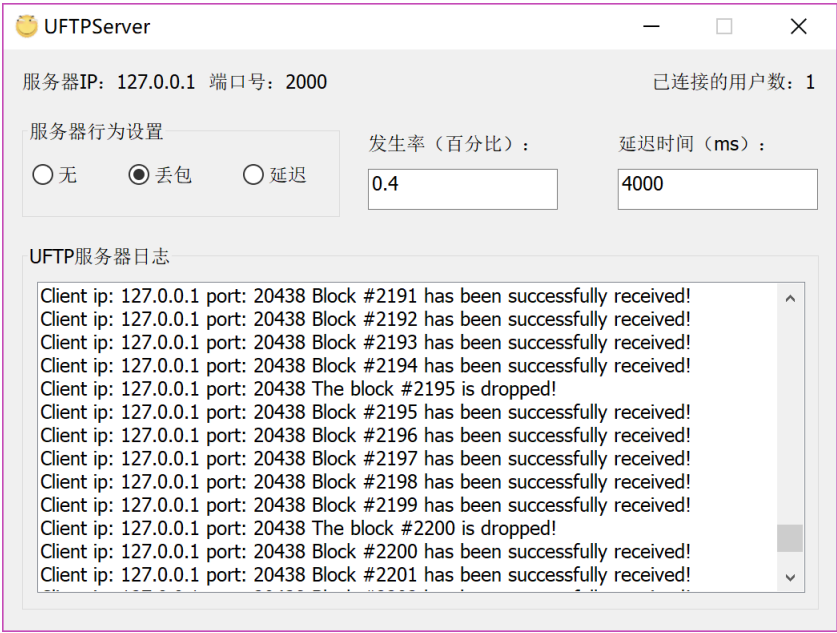 UFTPServer
服务器IP：127.0.0.1 端口号：2000 已连接的用户数：1
服务器行为设置
发生率（百分比）： 延迟时间（ms）：
无 丢包 延迟
0.4 4000
UFTP服务器日志
Client ip: 127.0.0.1 port: 20438 Block #2191 has been successfully received!
Client ip: 127.0.0.1 port: 20438 Block #2192 has been successfully received!
Client ip: 127.0.0.1 port: 20438 Block #2193 has been successfully received!
Client ip: 127.0.0.1 port: 20438 Block #2194 has been successfully received!
Client ip: 127.0.0.1 port: 20438 The block #2195 is dropped!
Client ip: 127.0.0.1 port: 20438 Block #2195 has been successfully received!
Client ip: 127.0.0.1 port: 20438 Block #2196 has been successfully received!
Client ip: 127.0.0.1 port: 20438 Block #2197 has been successfully received!
Client ip: 127.0.0.1 port: 20438 Block #2198 has been successfully received!
Client ip: 127.0.0.1 port: 20438 Block #2199 has been successfully received!
Client ip: 127.0.0.1 port: 20438 The block #2200 is dropped!
Client ip: 127.0.0.1 port: 20438 Block #2200 has been successfully received!
Client ip: 127.0.0.1 port: 20438 Block #2201 has been successfully received!